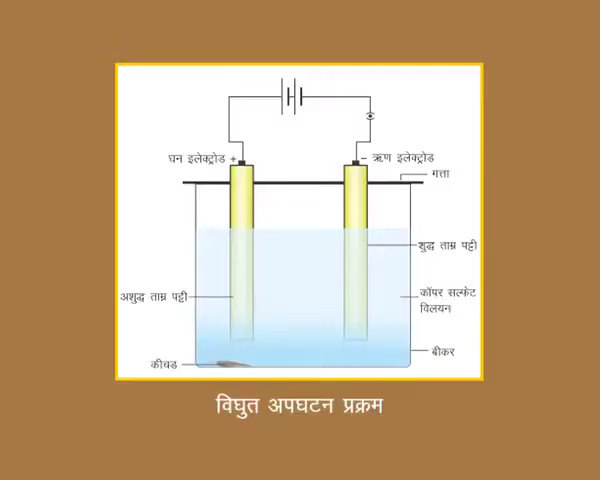 घन इलेक्ट्रोड +
– ऋण इलेक्ट्रोड
गत्ता
शुद्ध ताम्र पट्टी
अशुद्ध ताम्र पट्टी
कॉपर सल्फेट
विलयन
बीकर
कीचड
विघुत अपघटन प्रक्रम